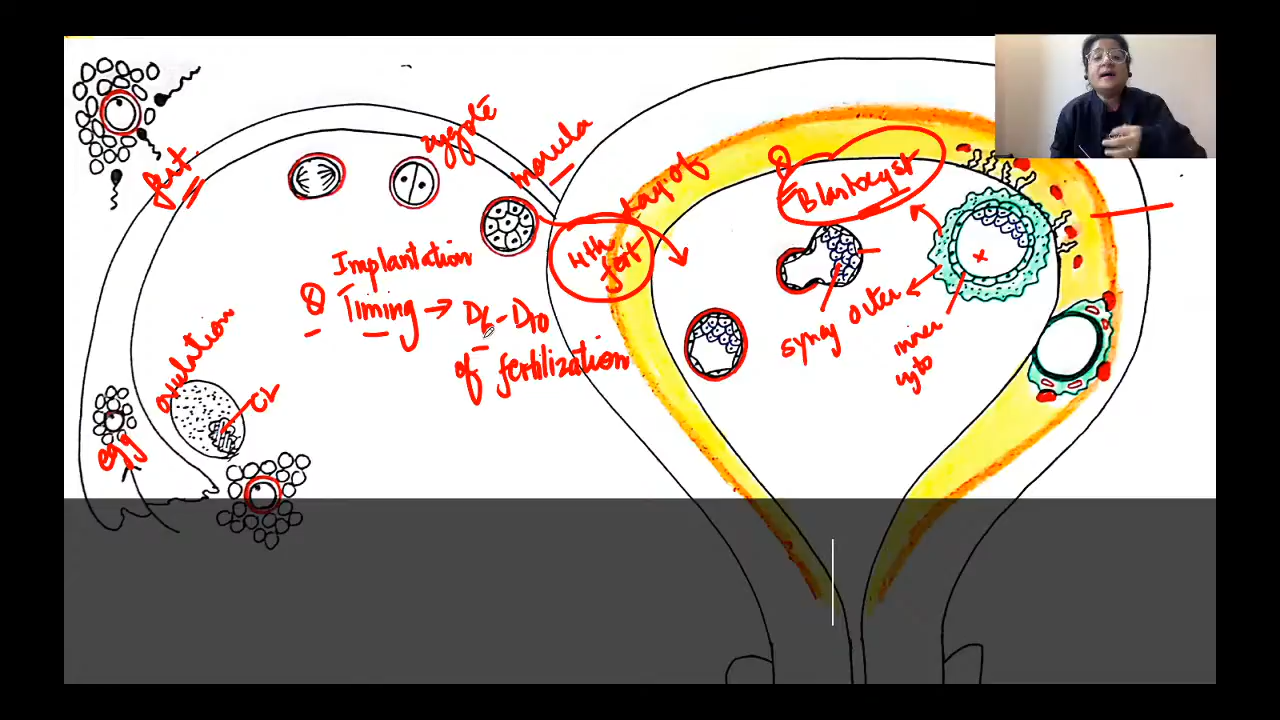 zygote
morula
fert.
4th
day of
fert
Q
Blastocyst
Implantation
Q Timing → D6 - D10
of fertilization
ovulation
CL
egg
syncy outer
inner
cyto
x